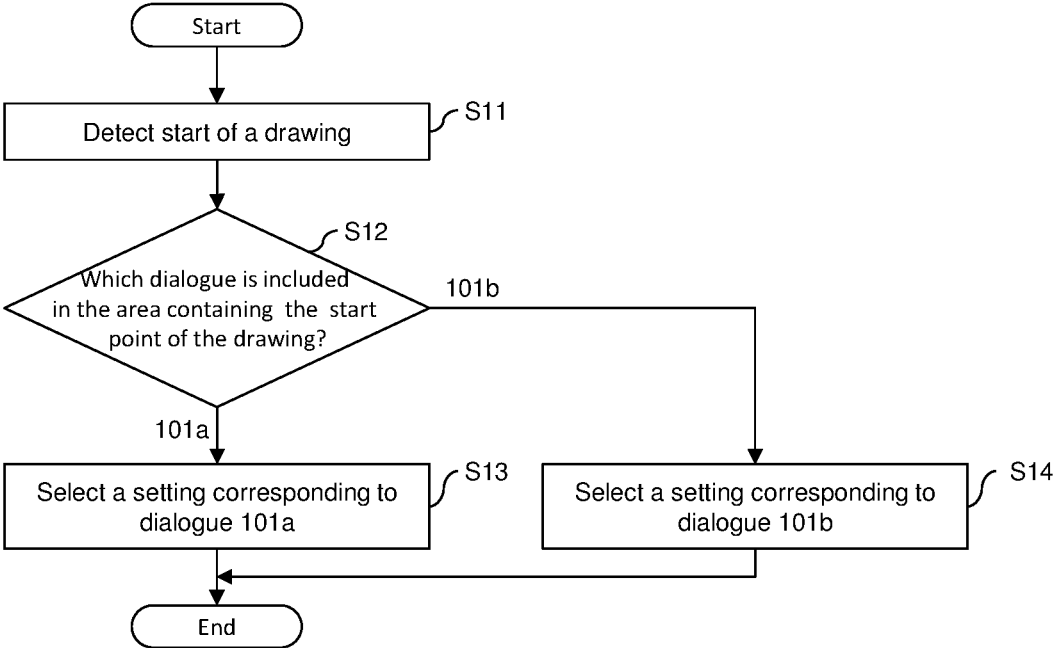 Start
S11
Detect start of a drawing
S12
Which dialogue is included
in the area containing the start
point of the drawing?
101b
101a
S13
Select a setting corresponding to
dialogue 101a
S14
Select a setting corresponding to
dialogue 101b
End